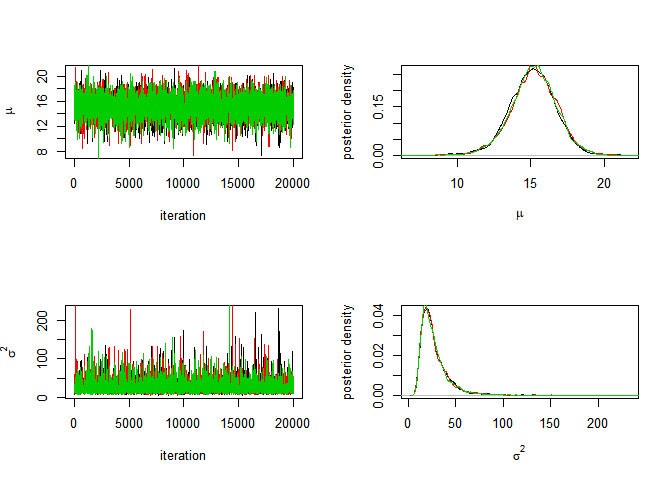 μ
8 12 16 20
0 5000 10000 15000 20000
iteration
posterior density
0.00 0.15
10 15 20
μ
σ²
0 100 200
0 5000 10000 15000 20000
iteration
posterior density
0.00 0.02 0.04
0 50 100 150 200
σ²